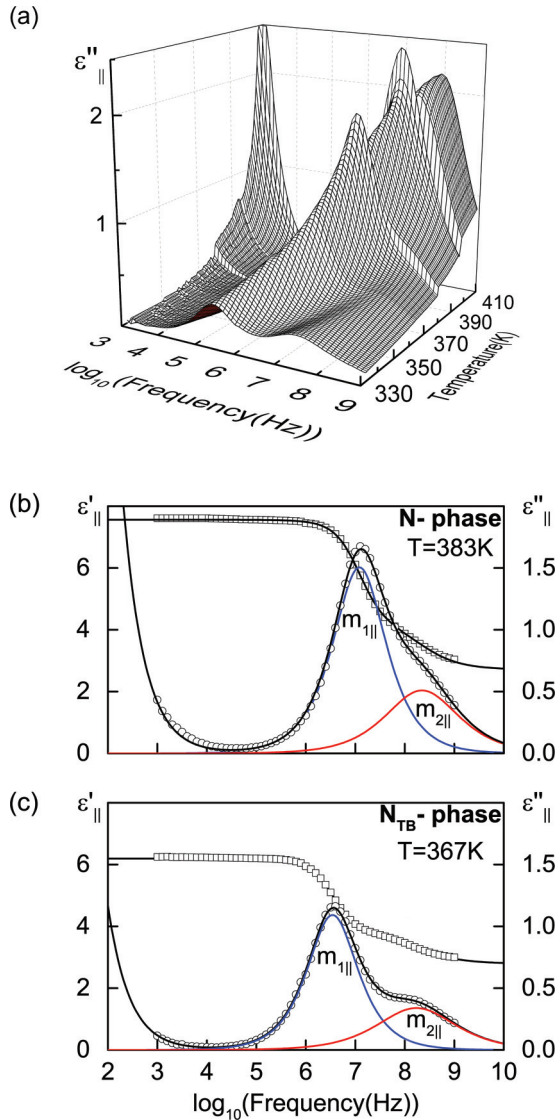 (a)
ε''||
2
1
3 4 5 6 7 8 9
log10(Frequency(Hz))
330 350 370 390 410
Temperature(K)
(b)
ε'||
N- phase
T=383K
ε''||
6
4
2
0
1.5
1.0
0.5
0.0
m1||
m2||
(c)
ε'||
NTB- phase
T=367K
ε''||
6
4
2
0
1.5
1.0
0.5
0.0
m1||
m2||
2 3 4 5 6 7 8 9 10
log10(Frequency(Hz))